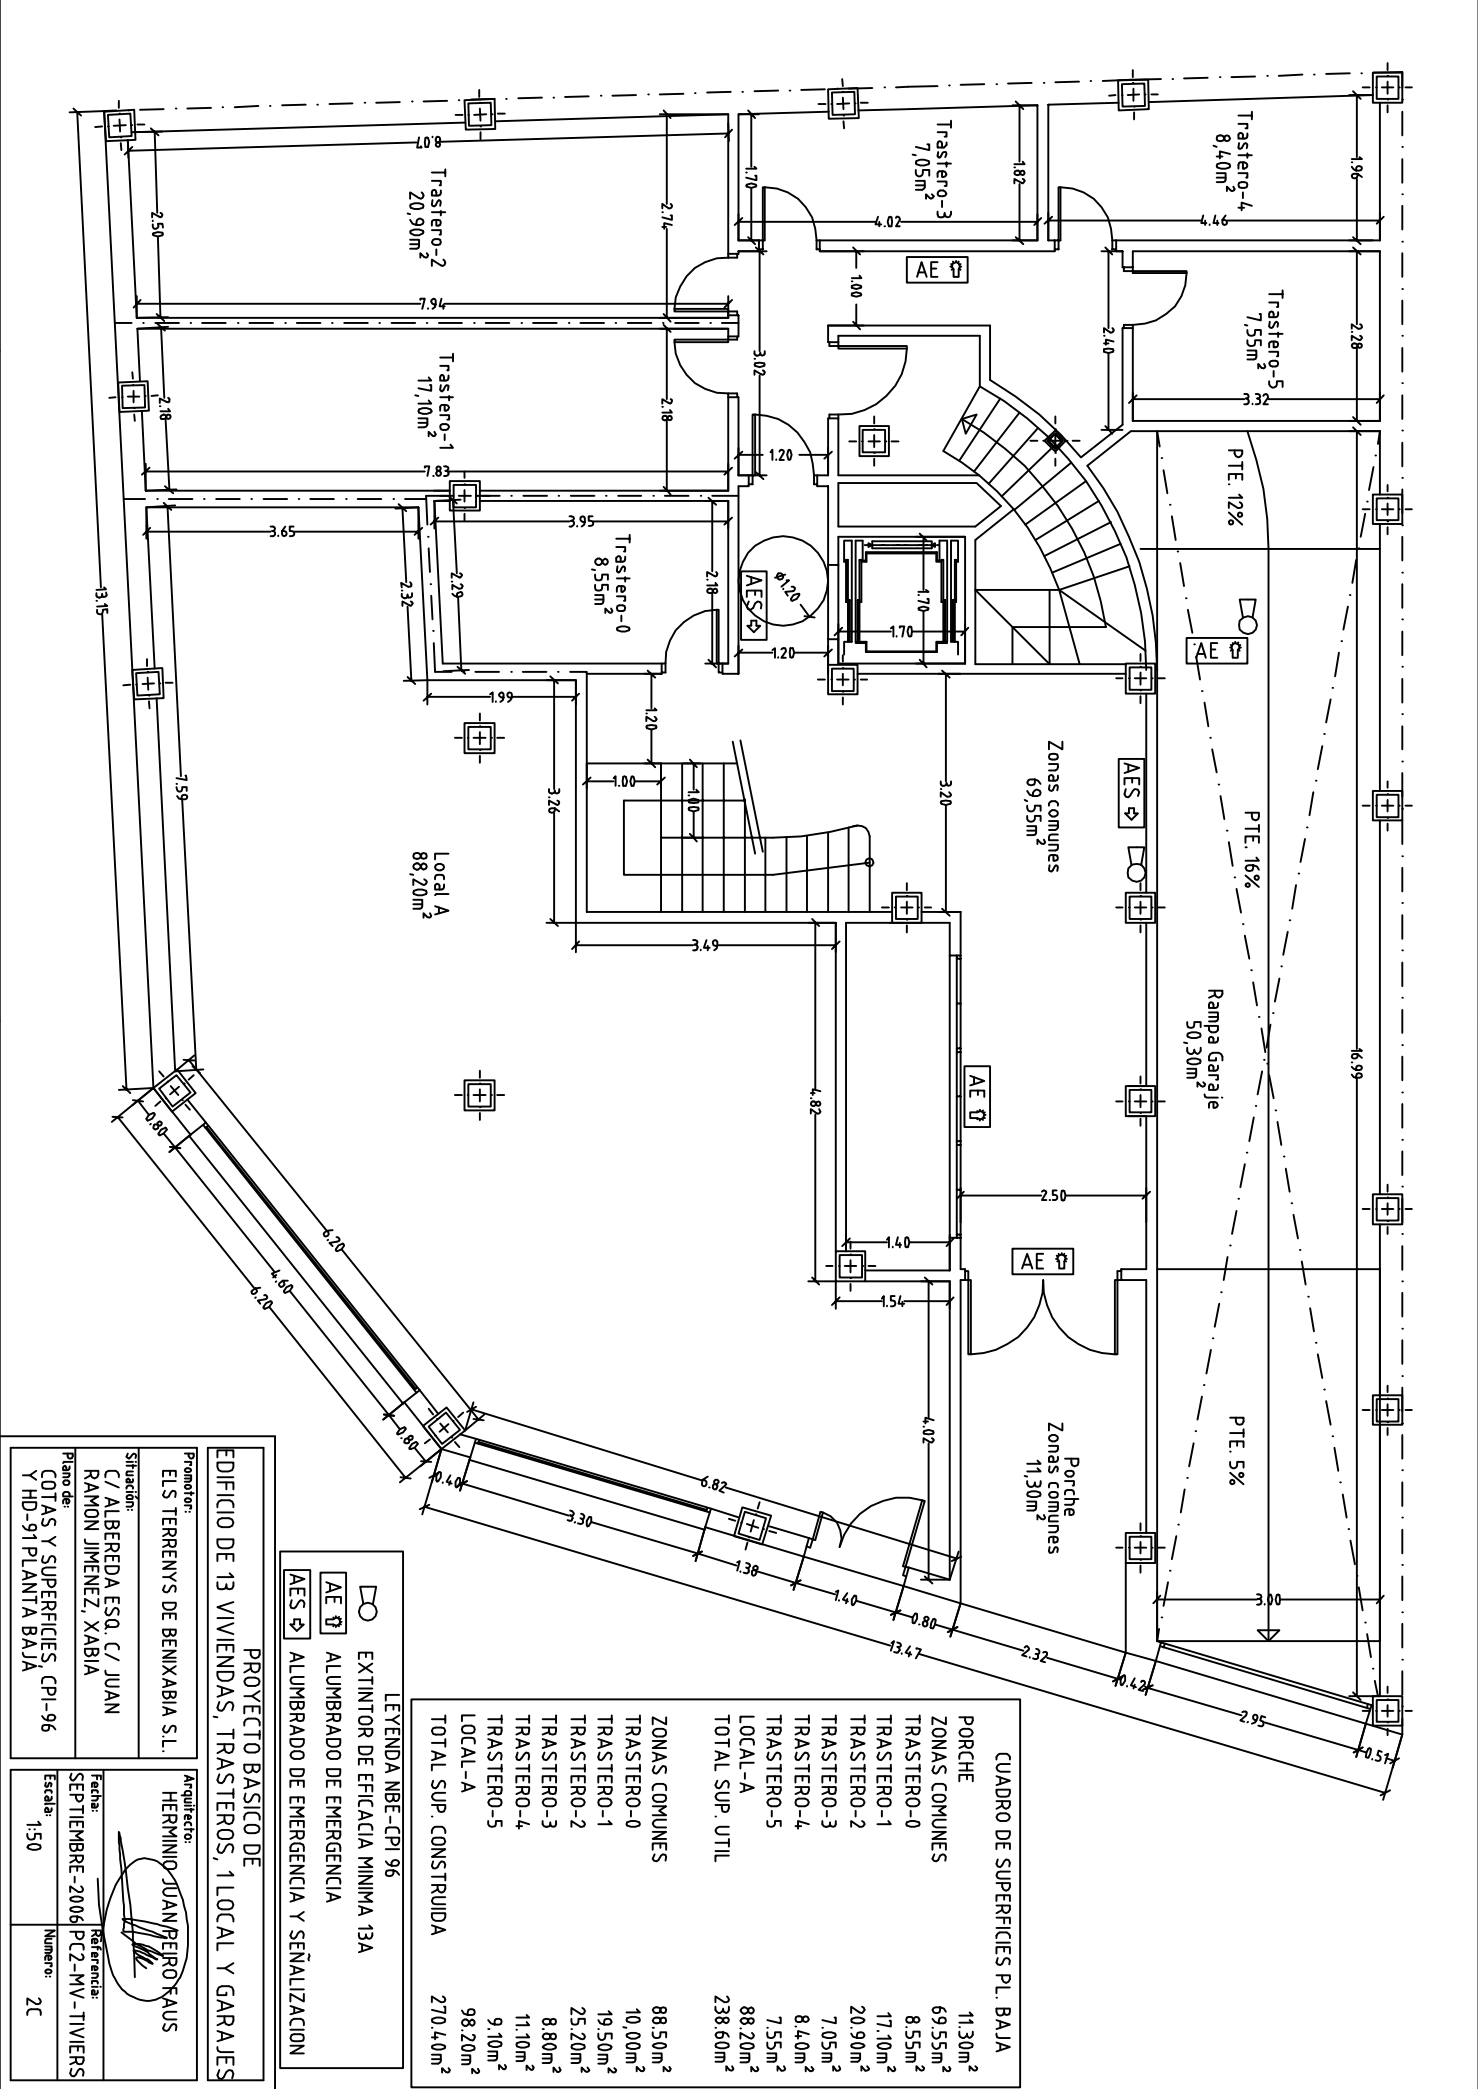 Trastero-2
20,90m²
Trastero-3
7,05m²
Trastero-4
8,40m²
Trastero-5
7,55m²
Trastero-1
17,10m²
Trastero-0
8,55m²
Local A
88,20m²
Zonas comunes
69,55m²
Rampa Garaje
50,30m²
Porche
Zonas comunes
11,30m²
PTE. 12%
PTE. 16%
PTE. 5%
AE
AE
AE
AE
AES
AES
8.07
2.50
2.74
7.94
1.70
1.82
4.02
1.96
4.46
1.00
2.40
2.28
3.32
3.02
2.18
2.18
7.83
1.20
3.65
3.95
2.32
2.29
2.18
ø1.20
1.20
1.70
1.70
13.15
7.59
1.99
1.20
3.26
1.00
1.00
3.20
3.49
4.82
16.99
2.50
1.40
1.54
4.02
3.00
0.80
6.20
4.60
6.20
0.80
0.40
6.82
3.30
1.30
1.40
0.80
13.47
2.32
0.42
2.95
0.51
CUADRO DE SUPERFICIES PL. BAJA
PORCHE 11.30m²
ZONAS COMUNES 69.55m²
TRASTERO-0 8.55m²
TRASTERO-1 17.10m²
TRASTERO-2 20.90m²
TRASTERO-3 7.05m²
TRASTERO-4 8.40m²
TRASTERO-5 7.55m²
LOCAL-A 88.20m²
TOTAL SUP. UTIL 238.60m²
ZONAS COMUNES 88.50m²
TRASTERO-0 10,000m²
TRASTERO-1 19.50m²
TRASTERO-2 25.20m²
TRASTERO-3 8.80m²
TRASTERO-4 11.10m²
TRASTERO-5 9.10m²
LOCAL-A 98.20m²
TOTAL SUP. CONSTRUIDA 270.40m²
LEYENDA NBE-CPI 96
EXTINTOR DE EFICACIA MINIMA 13A
AE ALUMBRADO DE EMERGENCIA
AES ALUMBRADO DE EMERGENCIA Y SEÑALIZACION
PROYECTO BASICO DE
EDIFICIO DE 13 VIVIENDAS, TRASTEROS, 1 LOCAL Y GARAJES
Promotor:
ELS TERRENYS DE BENIXABIA S.L.
Situación:
C/ ALBEREDA ESQ. C/ JUAN
RAMON JIMENEZ, XABIA
Plano de:
COTAS Y SUPERFICIES, CPI-96
Y HD-91 PLANTA BAJA
Arquitecto:
HERMINIO JUAN PEIRO FAUS
Fecha:
SEPTIEMBRE-2006
Referencia:
PC2-MV-TIVIERS
Escala:
1:50
Numero:
2C